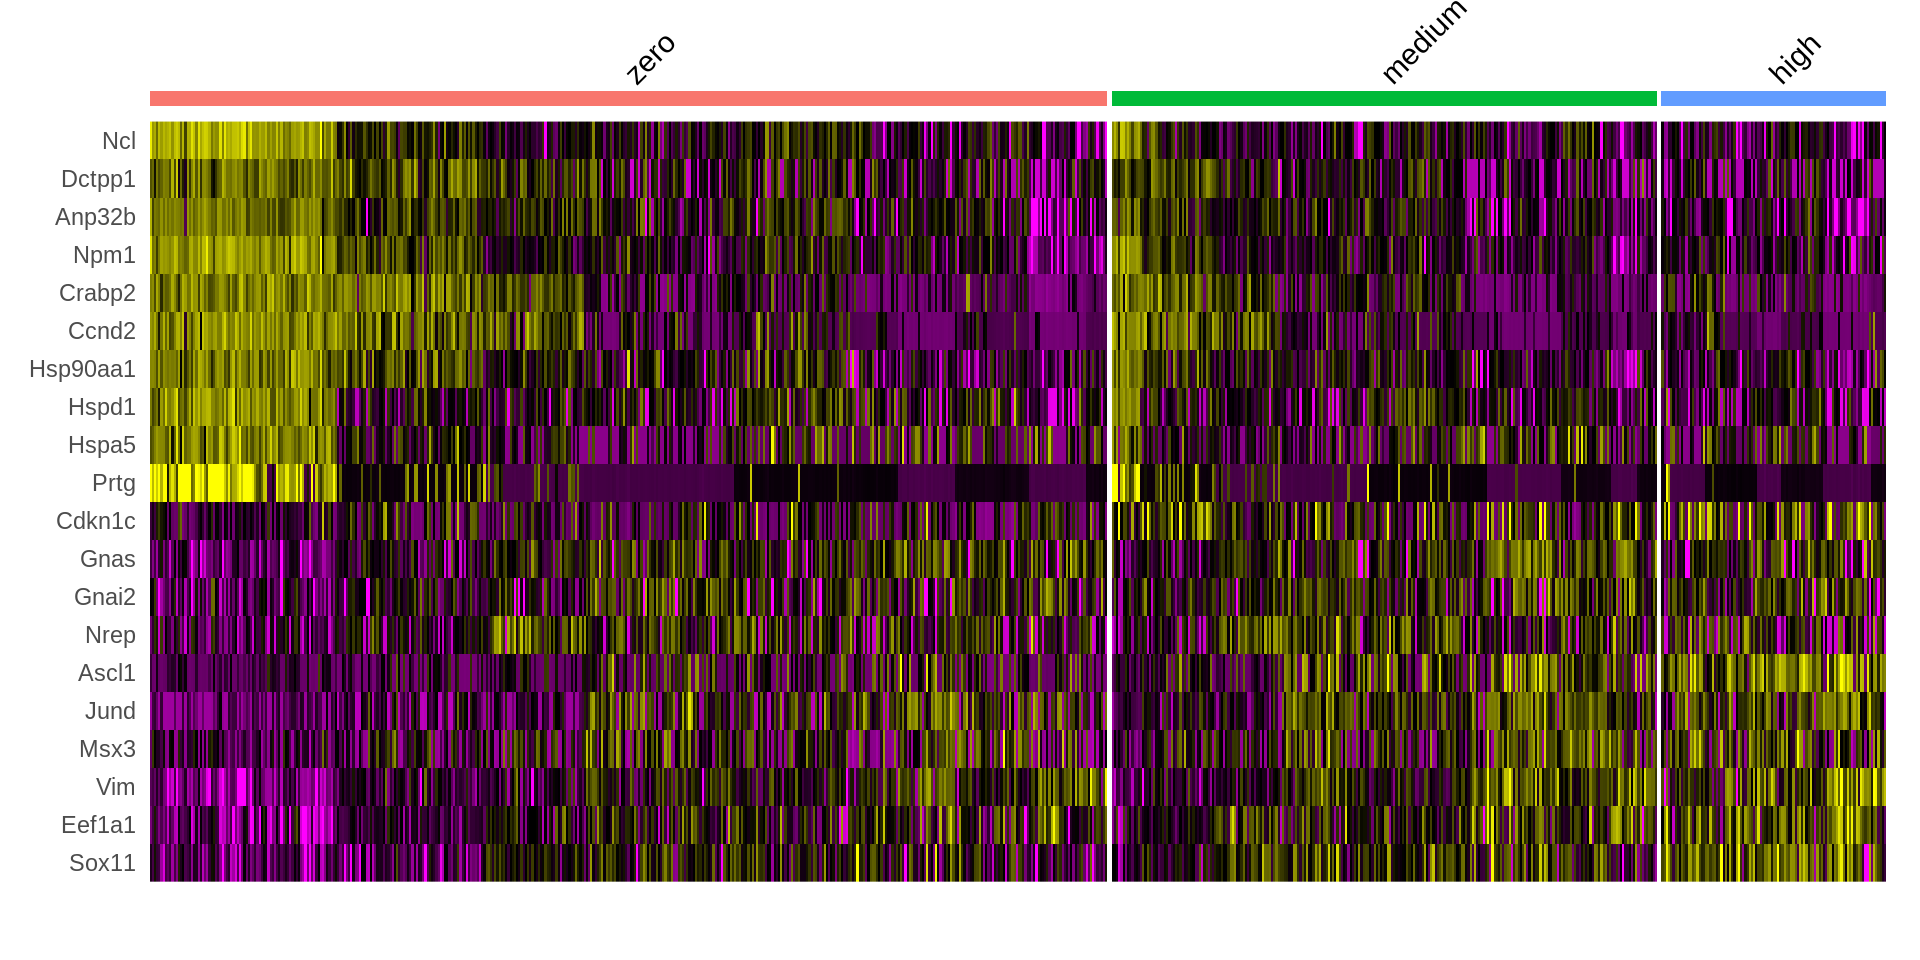 zero
medium
high
Ncl
Dctpp1
Anp32b
Npm1
Crabp2
Ccnd2
Hsp90aa1
Hspd1
Hspa5
Prtg
Cdkn1c
Gnas
Gnai2
Nrep
Ascl1
Jund
Msx3
Vim
Eef1a1
Sox11